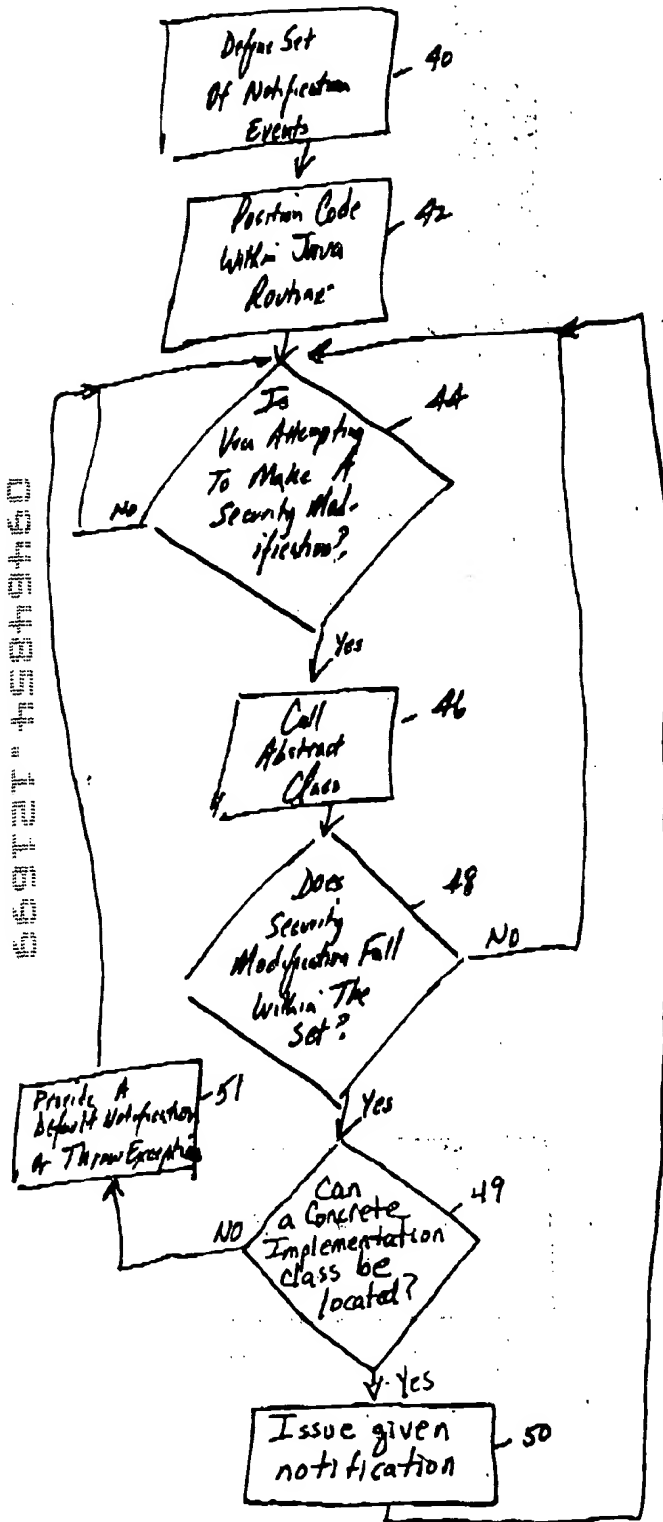 Define Set
Of Notification
Events
40
Position Code
Within Java
Routine
42
Is
User Attempting
To Make A
Security Mod-
ification?
44
No
Yes
Call
Abstract
Class
46
Does
Security
Modification Fall
Within The
Set?
48
NO
Yes
Provide A
Default Notification
Or Throw Exception
51
Can
a Concrete
Implementation
class be
located?
49
NO
Yes
Issue given
notification
50
09464854.121699